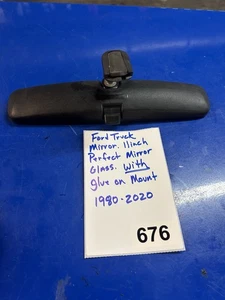 Ford Truck
Mirror. 11inch
Perfect Mirror
Glass. With
glue on Mount
1980-2020
676